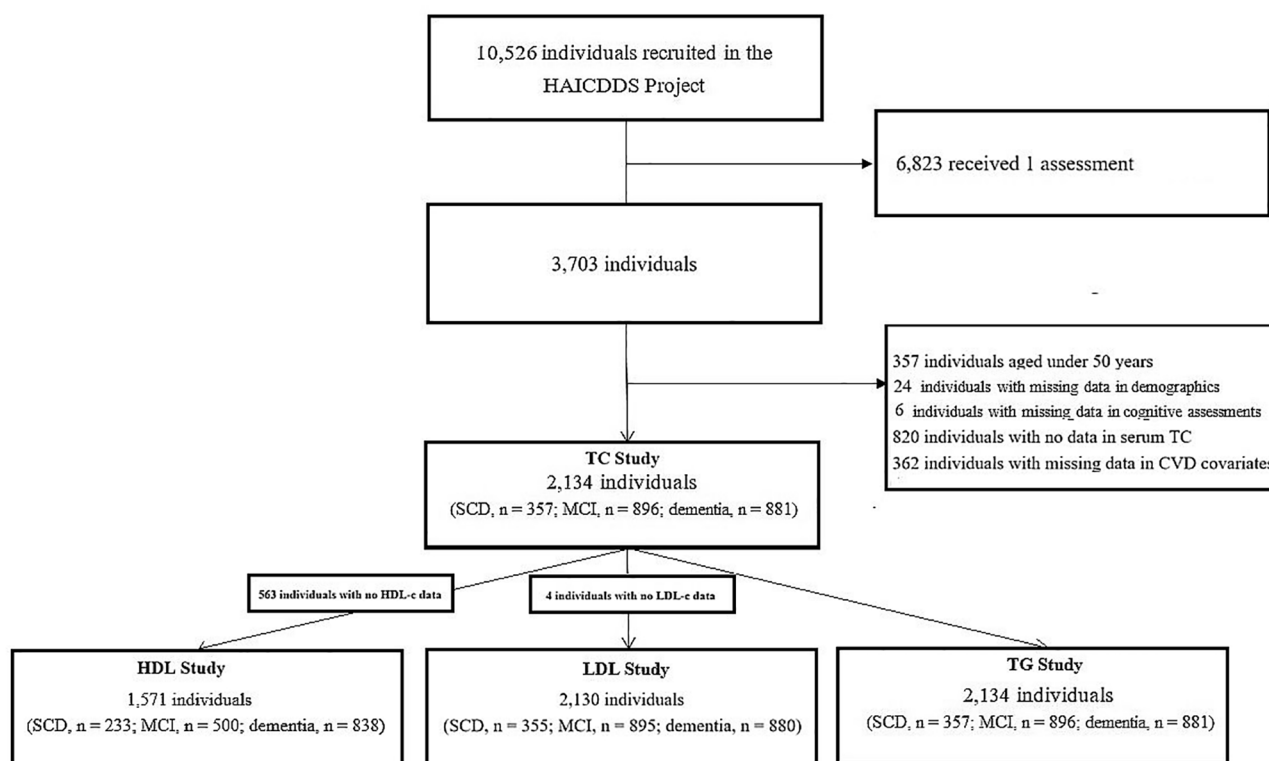 10,526 individuals recruited in the
HAICDDS Project
6,823 received 1 assessment
3,703 individuals
357 individuals aged under 50 years
24 individuals with missing data in demographics
6 individuals with missing data in cognitive assessments
820 individuals with no data in serum TC
362 individuals with missing data in CVD covariates
TC Study
2,134 individuals
(SCD, n = 357; MCI, n = 896; dementia, n = 881)
563 individuals with no HDL-c data
4 individuals with no LDL-c data
HDL Study
1,571 individuals
(SCD, n = 233; MCI, n = 500; dementia, n = 838)
LDL Study
2,130 individuals
(SCD, n = 355; MCI, n = 895; dementia, n = 880)
TG Study
2,134 individuals
(SCD, n = 357; MCI, n = 896; dementia, n = 881)